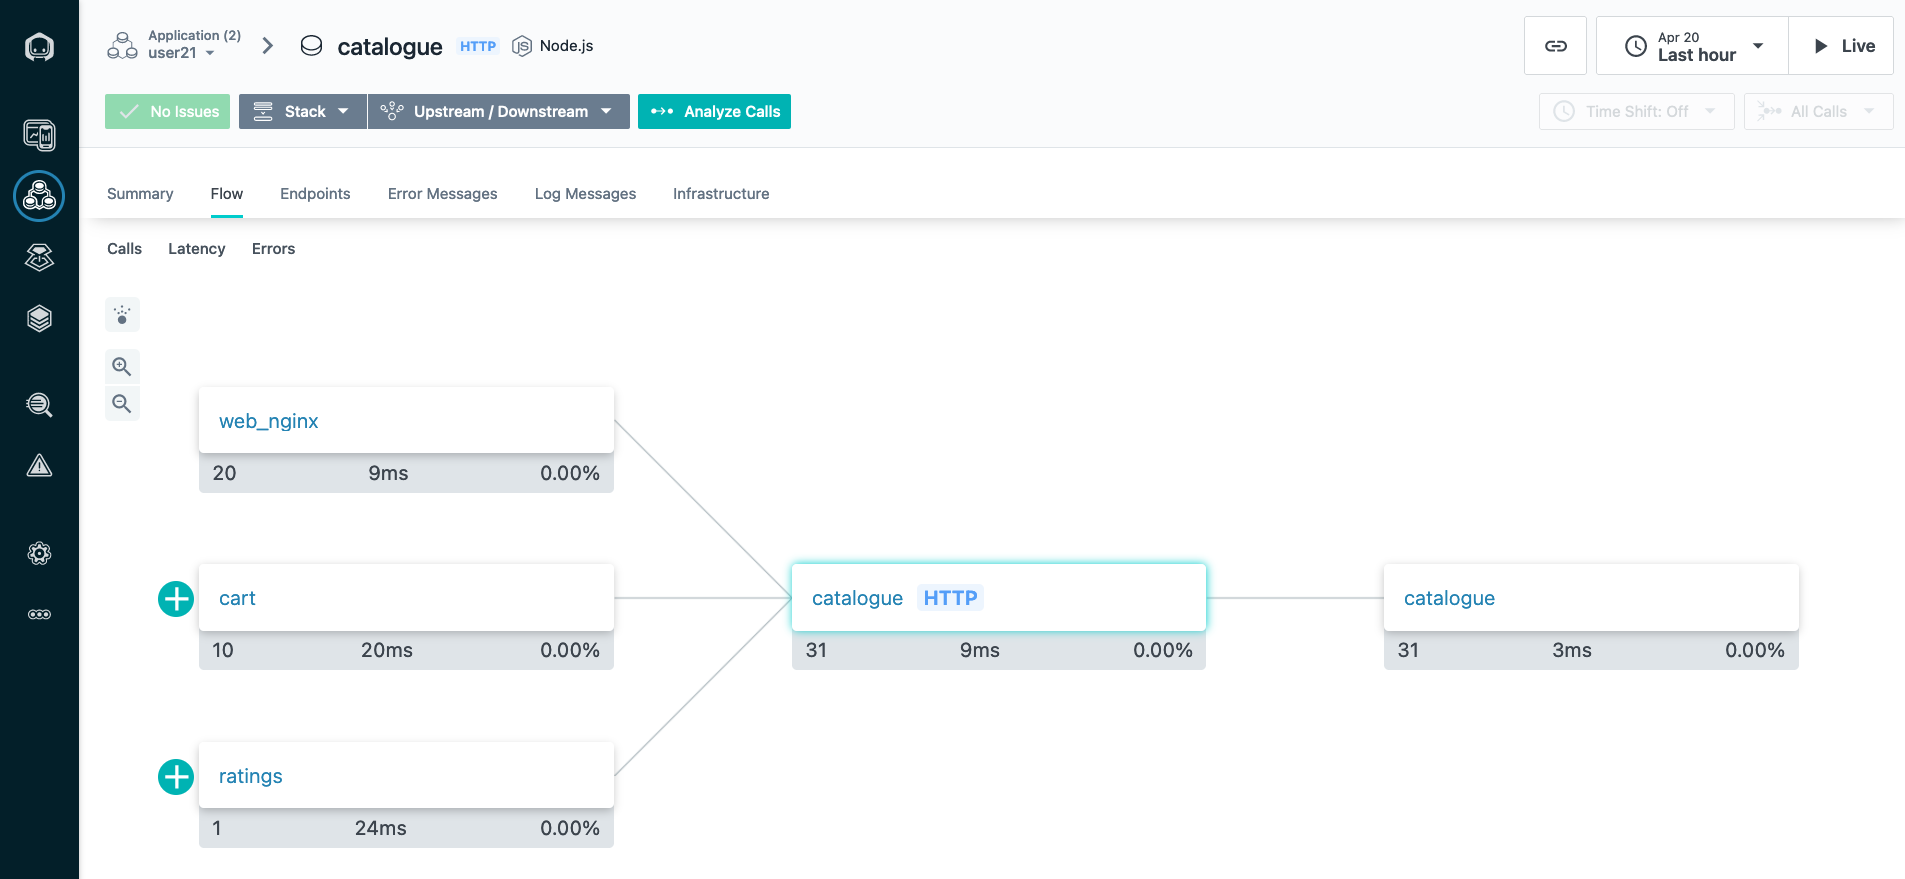 Application (2)
user21
catalogue HTTP JS Node.js
Apr 20
Last hour
Live
No Issues
Stack
Upstream / Downstream
Analyze Calls
Time Shift: Off
All Calls
Summary Flow Endpoints Error Messages Log Messages Infrastructure
Calls Latency Errors
web_nginx
20 9ms 0.00%
cart
10 20ms 0.00%
catalogue HTTP
31 9ms 0.00%
catalogue
31 3ms 0.00%
ratings
1 24ms 0.00%